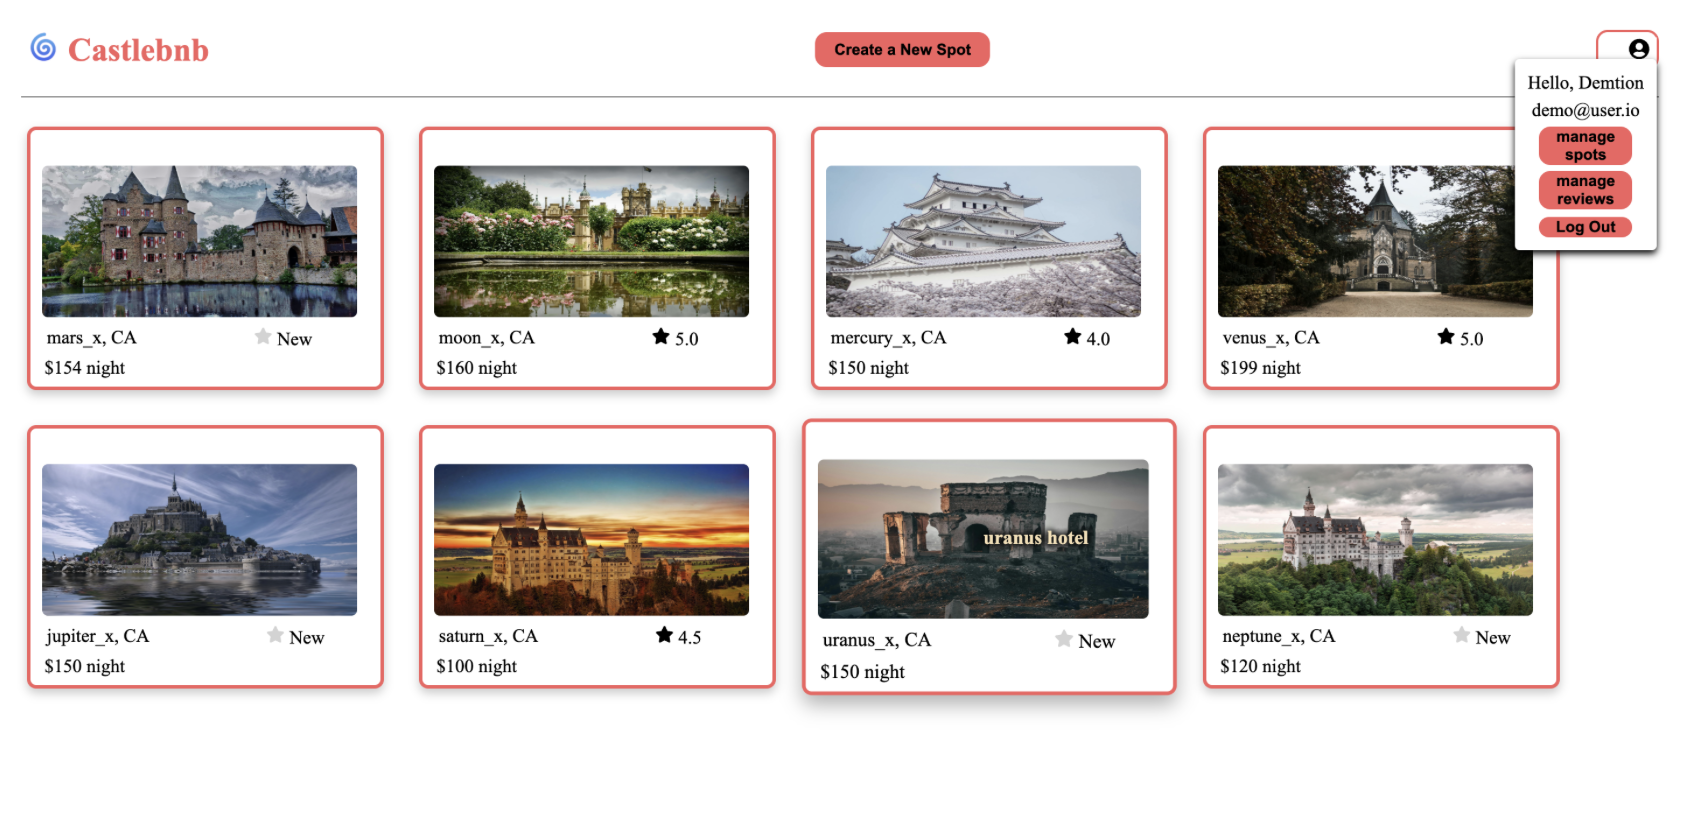 Castlebnb
Create a New Spot
Hello, Demtion
demo@user.io
manage
spots
manage
reviews
Log Out
mars_x, CA
New
$154 night
moon_x, CA
5.0
$160 night
mercury_x, CA
4.0
$150 night
venus_x, CA
5.0
$199 night
jupiter_x, CA
New
$150 night
saturn_x, CA
4.5
$100 night
uranus hotel
uranus_x, CA
New
$150 night
neptune_x, CA
New
$120 night